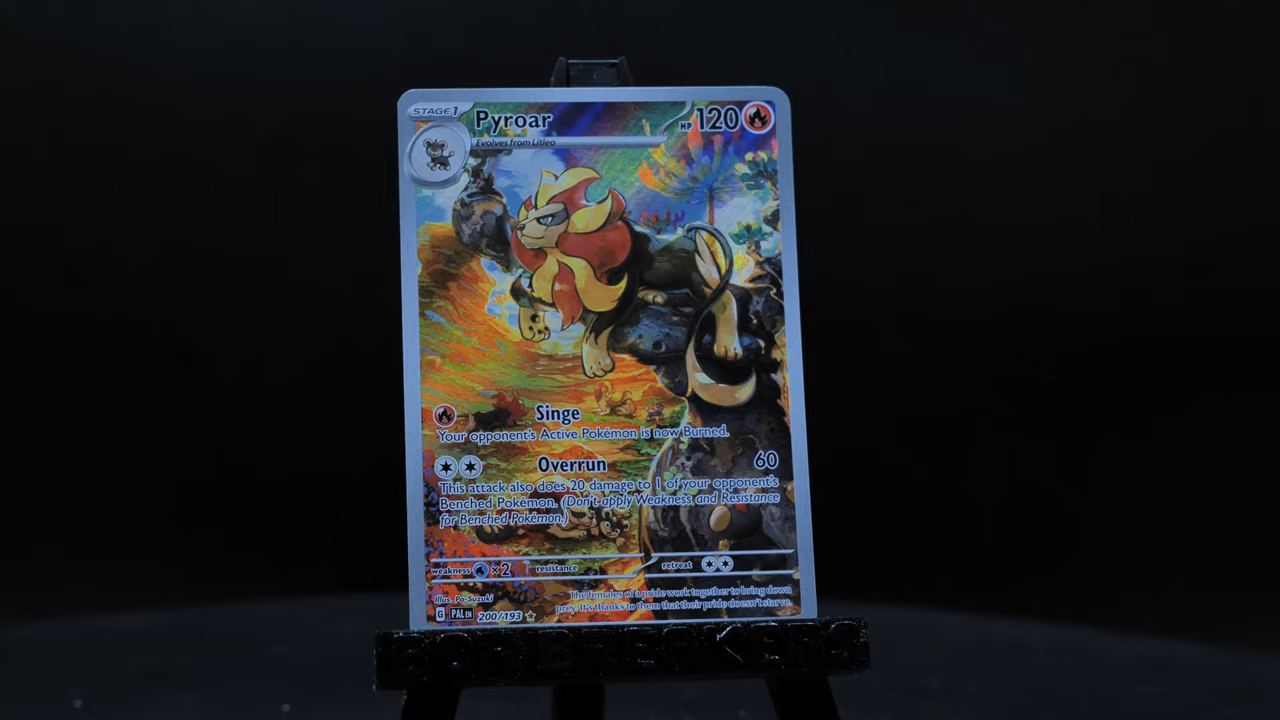 STAGE 1
Pyroar
HP 120
Evolves from Litleo
Singe
Your opponent's Active Pokémon is now Burned.
Overrun 60
This attack also does 20 damage to 1 of your opponent's
Benched Pokémon. (Don't apply Weakness and Resistance
for Benched Pokémon.)
weakness ×2 resistance retreat
Illus. Po-Suzuki
The females of a pride work together to bring down
prey. It's thanks to them that their pride doesn't starve.
G PAL EN 200/193